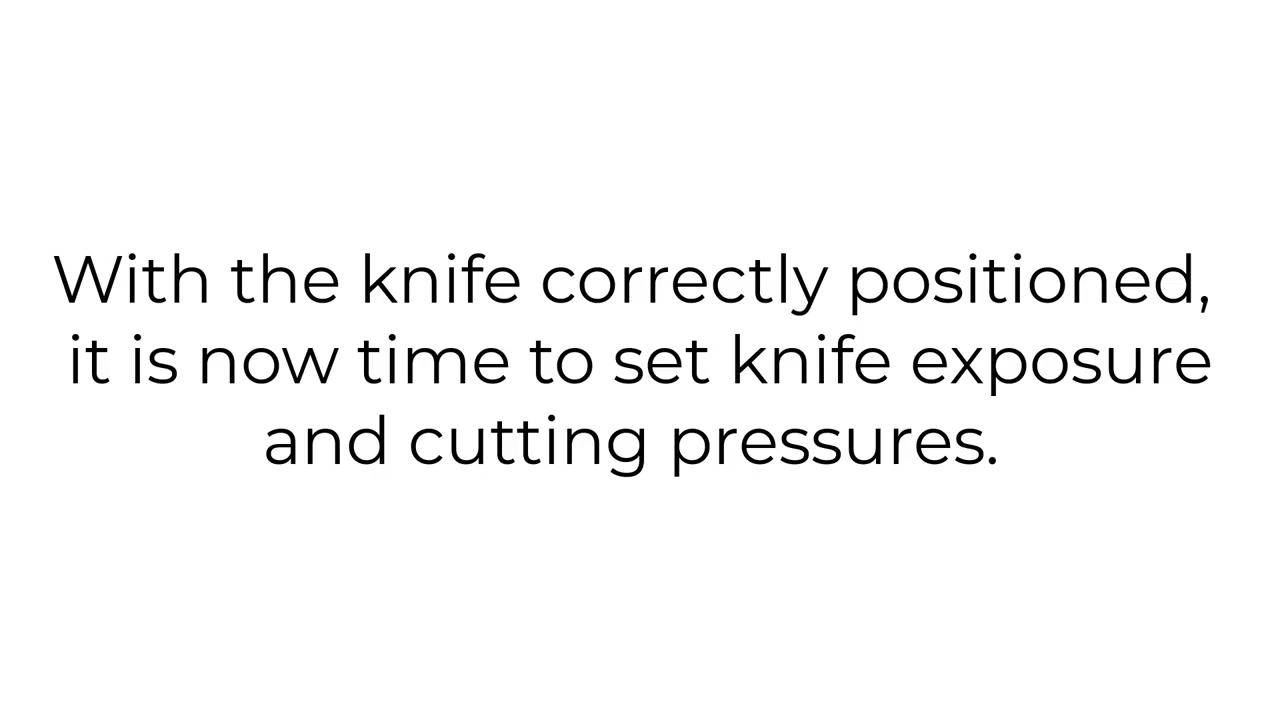 With the knife correctly positioned,
it is now time to set knife exposure
and cutting pressures.